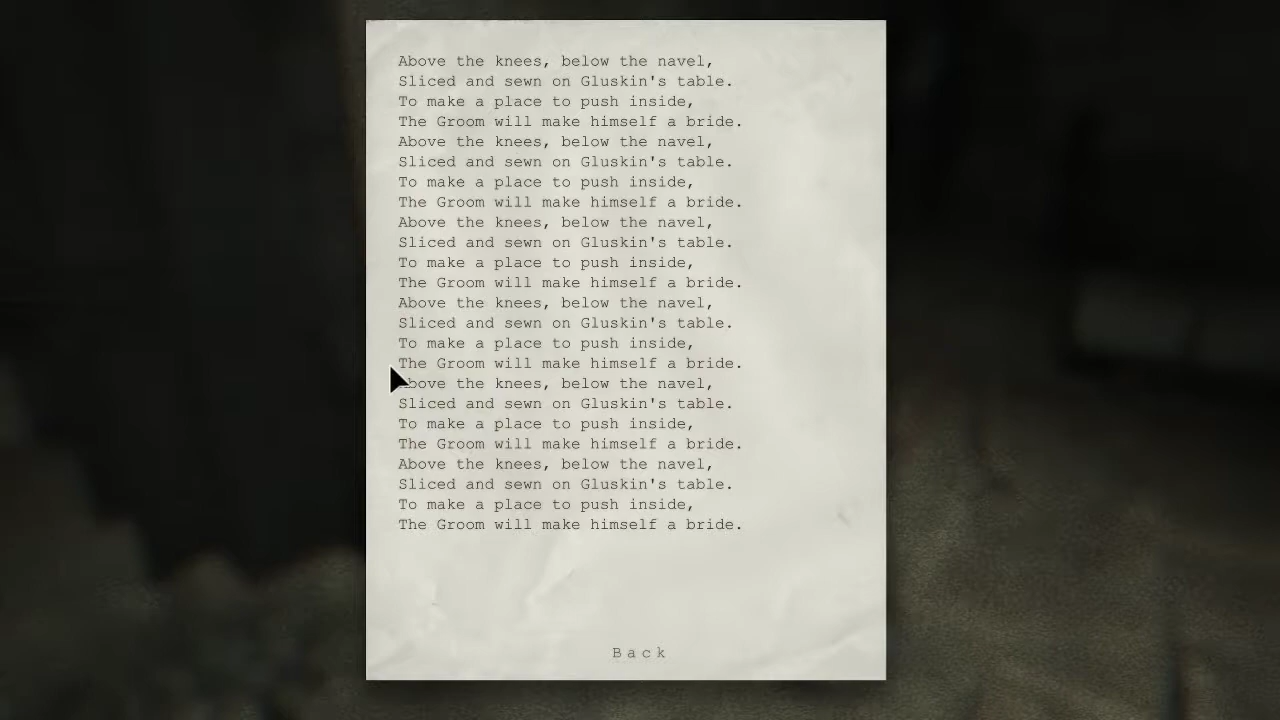 Above the knees, below the navel,
Sliced and sewn on Gluskin's table.
To make a place to push inside,
The Groom will make himself a bride.
Above the knees, below the navel,
Sliced and sewn on Gluskin's table.
To make a place to push inside,
The Groom will make himself a bride.
Above the knees, below the navel,
Sliced and sewn on Gluskin's table.
To make a place to push inside,
The Groom will make himself a bride.
Above the knees, below the navel,
Sliced and sewn on Gluskin's table.
To make a place to push inside,
The Groom will make himself a bride.
Above the knees, below the navel,
Sliced and sewn on Gluskin's table.
To make a place to push inside,
The Groom will make himself a bride.
Above the knees, below the navel,
Sliced and sewn on Gluskin's table.
To make a place to push inside,
The Groom will make himself a bride.
Back